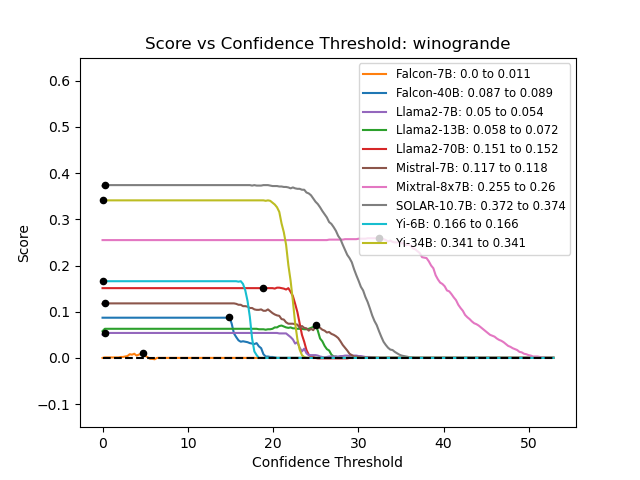 Score vs Confidence Threshold: winogrande
Score
0.6
0.5
0.4
0.3
0.2
0.1
0.0
−0.1
Falcon-7B: 0.0 to 0.011
Falcon-40B: 0.087 to 0.089
Llama2-7B: 0.05 to 0.054
Llama2-13B: 0.058 to 0.072
Llama2-70B: 0.151 to 0.152
Mistral-7B: 0.117 to 0.118
Mixtral-8x7B: 0.255 to 0.26
SOLAR-10.7B: 0.372 to 0.374
Yi-6B: 0.166 to 0.166
Yi-34B: 0.341 to 0.341
0 10 20 30 40 50
Confidence Threshold